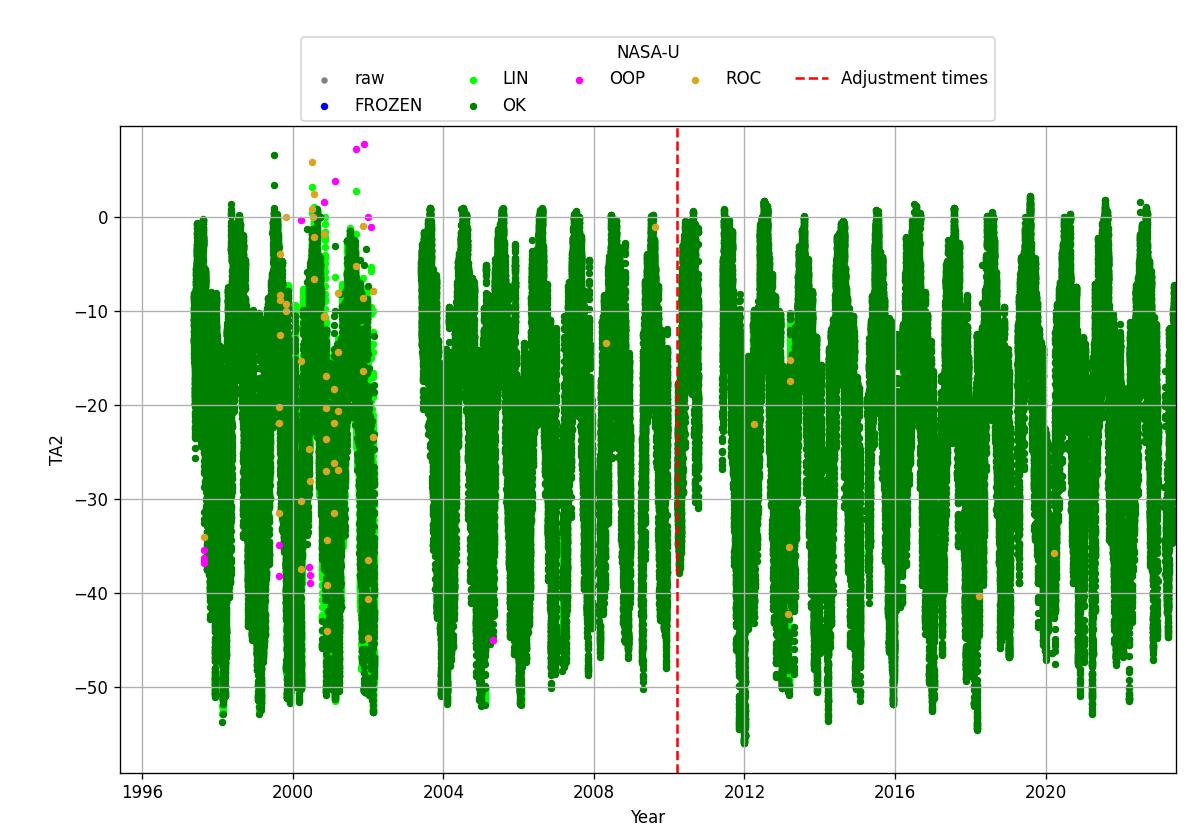 NASA-U
raw LIN OOP ROC Adjustment times
FROZEN OK
0
−10
−20
−30
−40
−50
TA2
1996 2000 2004 2008 2012 2016 2020
Year